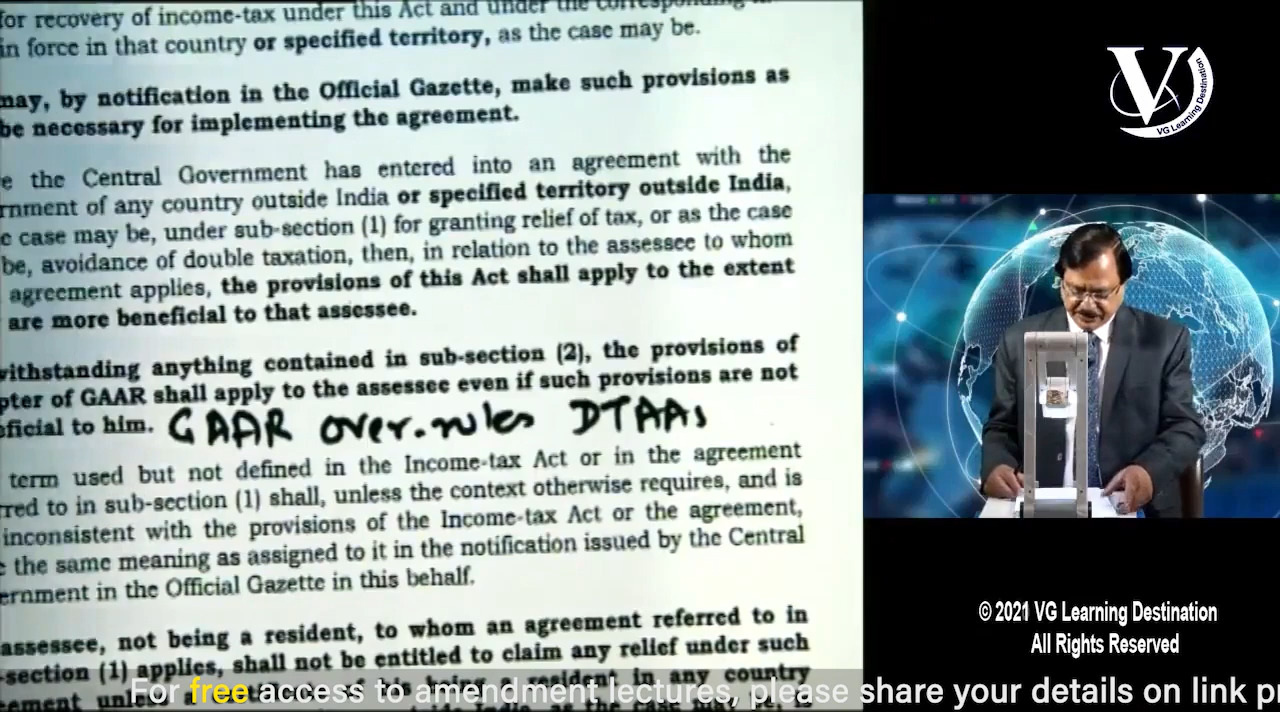 for recovery of income-tax under this Act and under the corresponding
in force in that country or specified territory, as the case may be.
may, by notification in the Official Gazette, make such provisions as
be necessary for implementing the agreement.
e the Central Government has entered into an agreement with the
rnment of any country outside India or specified territory outside India,
e case may be, under sub-section (1) for granting relief of tax, or as the case
be, avoidance of double taxation, then, in relation to the assessee to whom
agreement applies, the provisions of this Act shall apply to the extent
are more beneficial to that assessee.
withstanding anything contained in sub-section (2), the provisions of
pter of GAAR shall apply to the assessee even if such provisions are not
eficial to him. GAAR over-rules DTAAs
term used but not defined in the Income-tax Act or in the agreement
rred to in sub-section (1) shall, unless the context otherwise requires, and is
inconsistent with the provisions of the Income-tax Act or the agreement,
e the same meaning as assigned to it in the notification issued by the Central
ernment in the Official Gazette in this behalf.
assessee, not being a resident, to whom an agreement referred to in
-section (1) applies, shall not be entitled to claim any relief under such
ement resident in any country
For free access to amendment lectures, please share your details on link pr
V
VG Learning Destination
© 2021 VG Learning Destination
All Rights Reserved